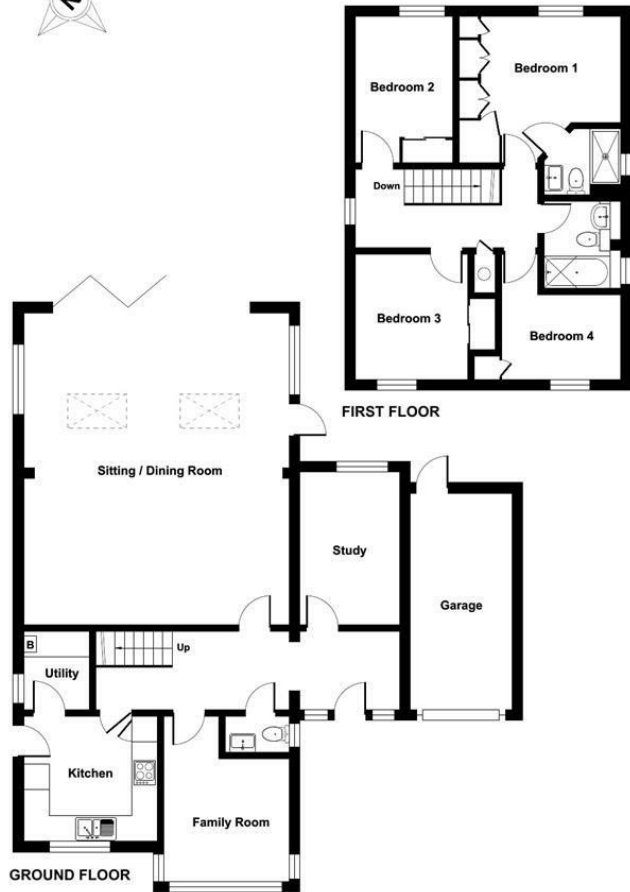 N
Bedroom 2
Bedroom 1
Down
Bedroom 3
Bedroom 4
FIRST FLOOR
Sitting / Dining Room
Study
Garage
Up
B
Utility
Kitchen
Family Room
GROUND FLOOR